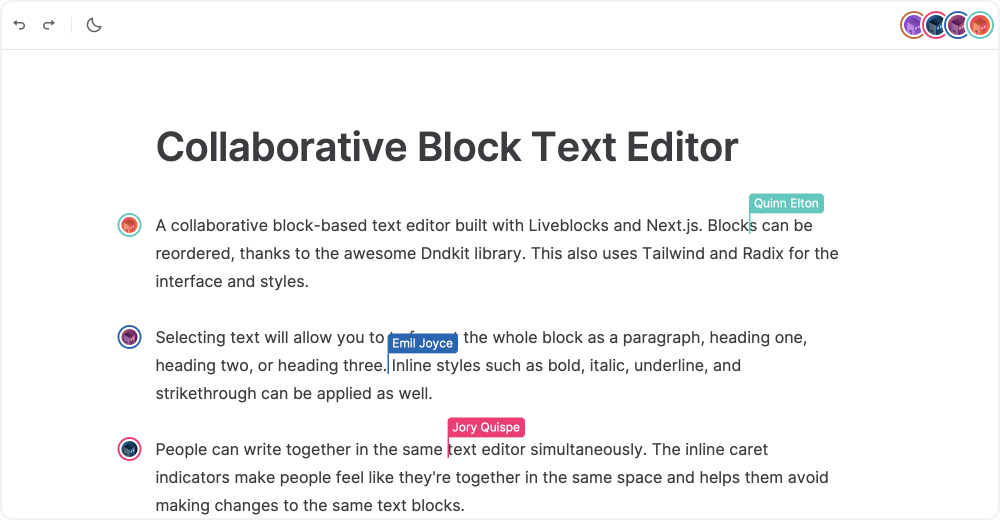 Collaborative Block Text Editor
Quinn Elton
A collaborative block-based text editor built with Liveblocks and Next.js. Blocks can be
reordered, thanks to the awesome Dndkit library. This also uses Tailwind and Radix for the
interface and styles.
Selecting text will allow you to the whole block as a paragraph, heading one,
Emil Joyce
heading two, or heading three. Inline styles such as bold, italic, underline, and
strikethrough can be applied as well.
Jory Quispe
People can write together in the same text editor simultaneously. The inline caret
indicators make people feel like they're together in the same space and helps them avoid
making changes to the same text blocks.